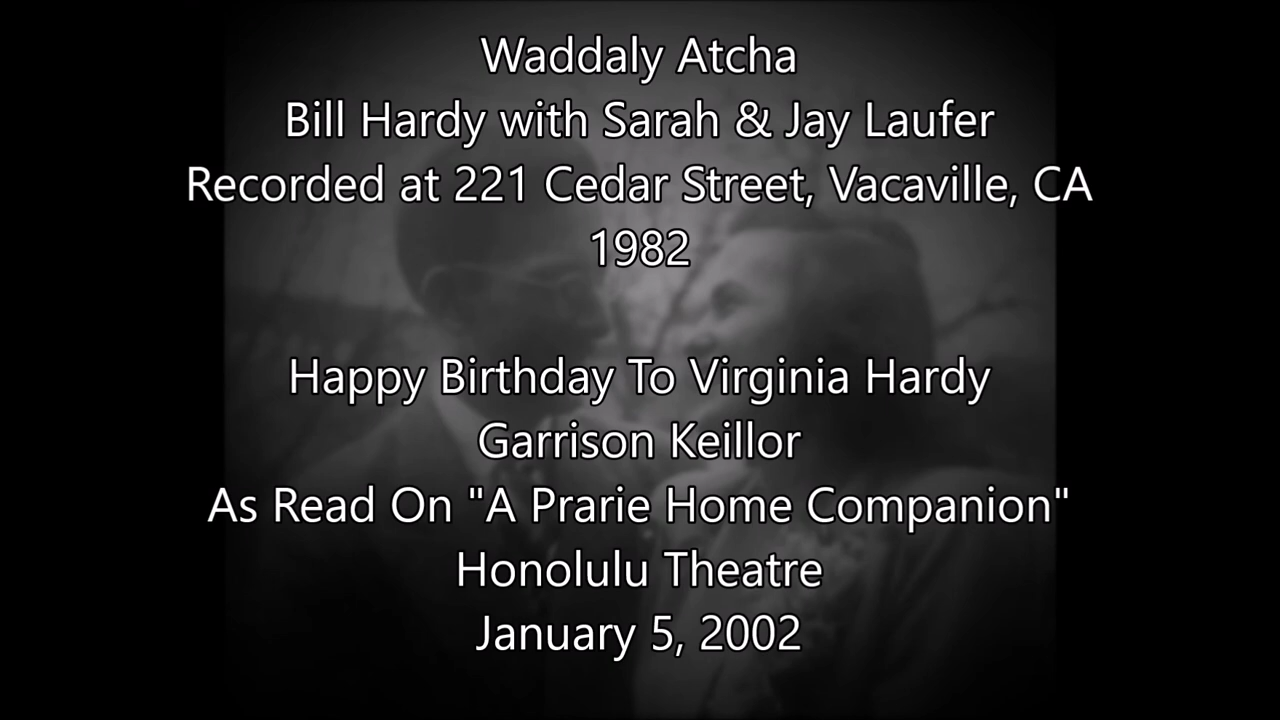 Waddaly Atcha
Bill Hardy with Sarah & Jay Laufer
Recorded at 221 Cedar Street, Vacaville, CA
1982
Happy Birthday To Virginia Hardy
Garrison Keillor
As Read On "A Prarie Home Companion"
Honolulu Theatre
January 5, 2002